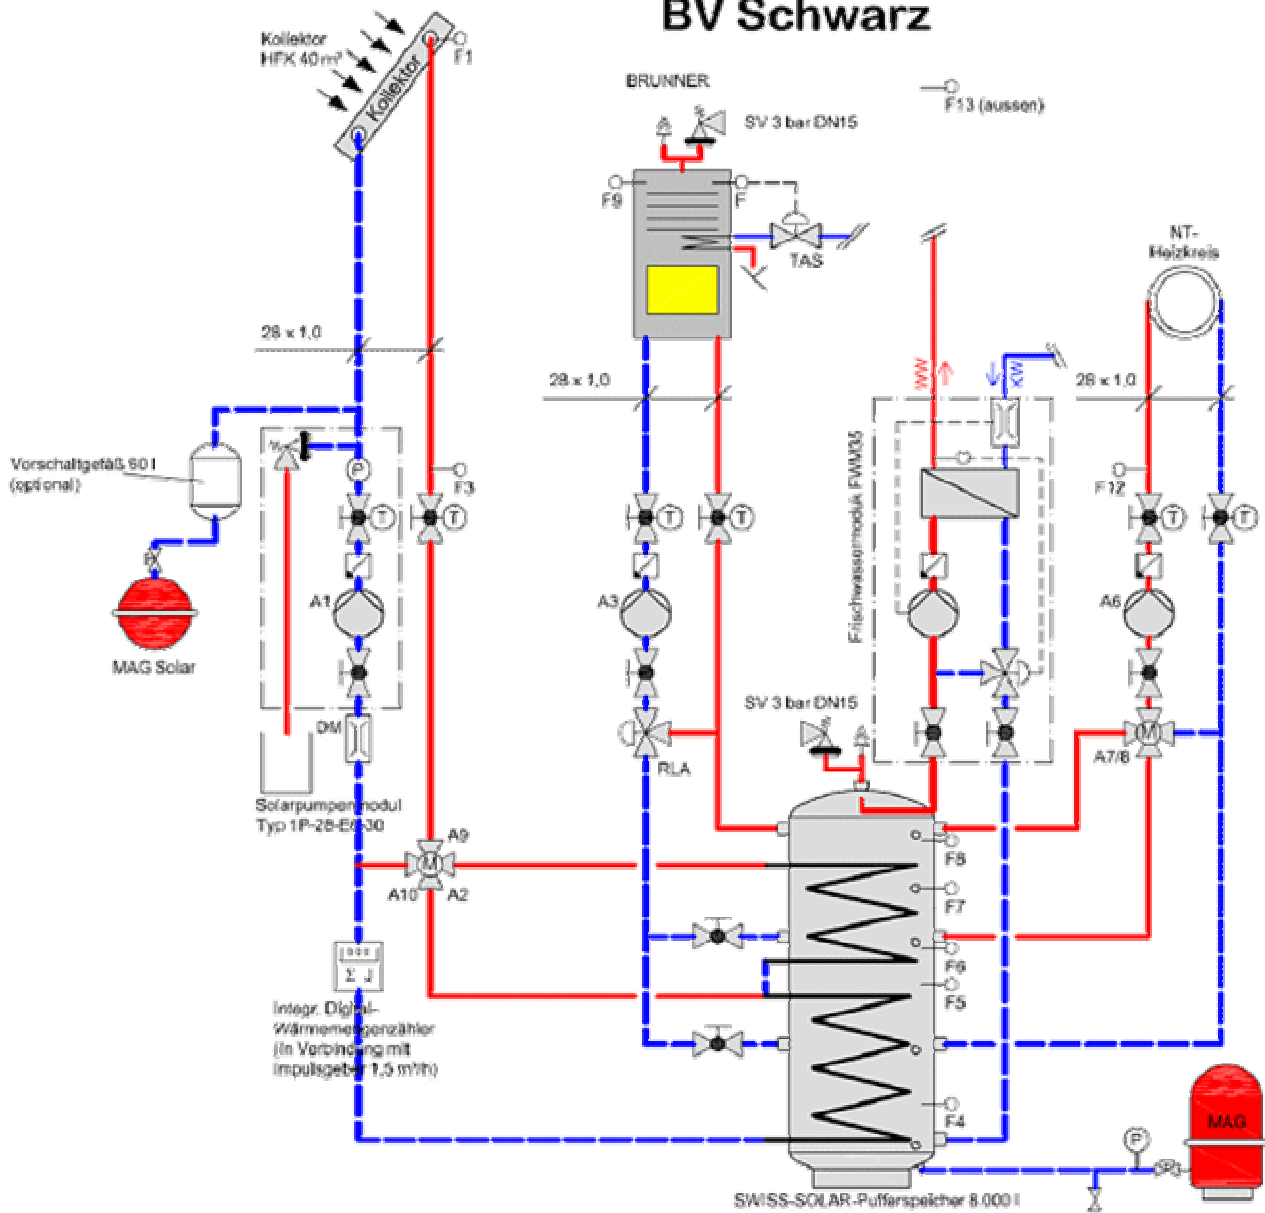 BV Schwarz
Kollektor
HFK 40 m²
Kollektor
F1
BRUNNER
SV 3 bar DN15
F13 (aussen)
F9
F
TAS
NT-
Heizkreis
28 x 1,0
28 x 1,0
28 x 1,0
WW
KW
Vorschaltgefäß 60 l
(optional)
P
F3
F12
T
T
T
T
T
T
Frischwassermodul FWM35
A1
A3
A6
MAG Solar
DM
SV 3 bar DN15
RLA
M
A7/8
Solarpumpenmodul
Typ 1P-28-E6-30
A9
M
A10
A2
F8
F7
F6
F5
F4
000
Σ J
Integr. Digital-
Wärmemengenzähler
(in Verbindung mit
Impulsgeber 1,5 m³/h)
P
MAG
SWISS-SOLAR-Pufferspeicher 8.000 l